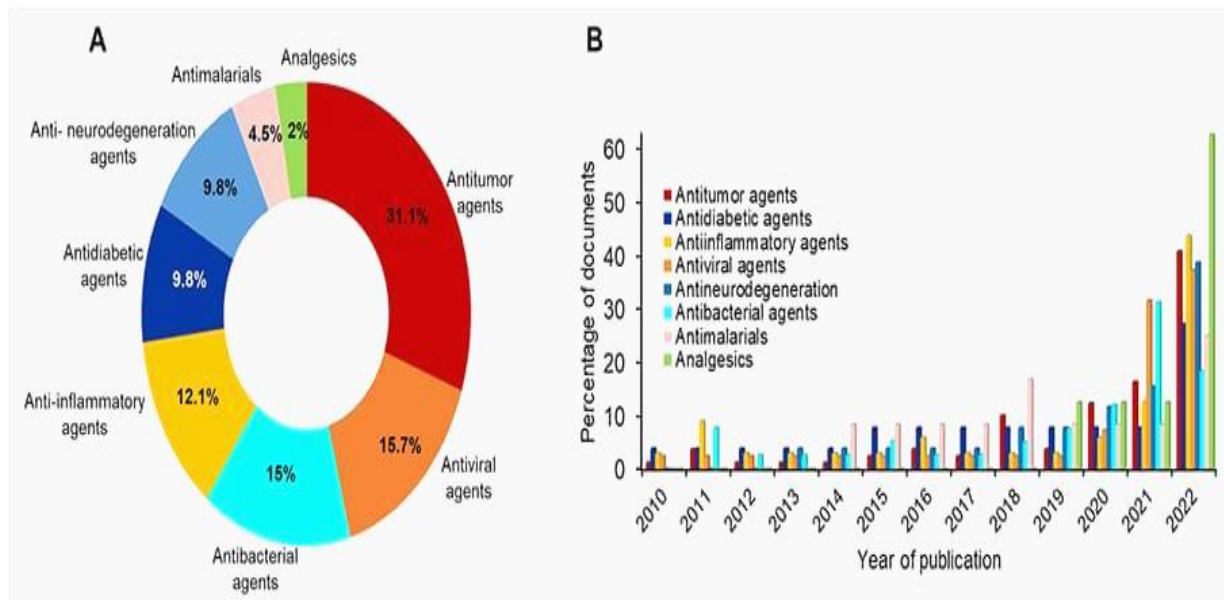 A
Analgesics
Antimalarials
Anti- neurodegeneration
agents
Antidiabetic
agents
Anti-inflammatory
agents
Antibacterial
agents
Antiviral
agents
Antitumor
agents
4.5%
2%
9.8%
31.1%
9.8%
12.1%
15.7%
15%
B
Percentage of documents
60
50
40
30
20
10
0
Antitumor agents
Antidiabetic agents
Antiinflammatory agents
Antiviral agents
Antineurodegeneration
Antibacterial agents
Antimalarials
Analgesics
2010
2011
2012
2013
2014
2015
2016
2017
2018
2019
2020
2021
2022
Year of publication